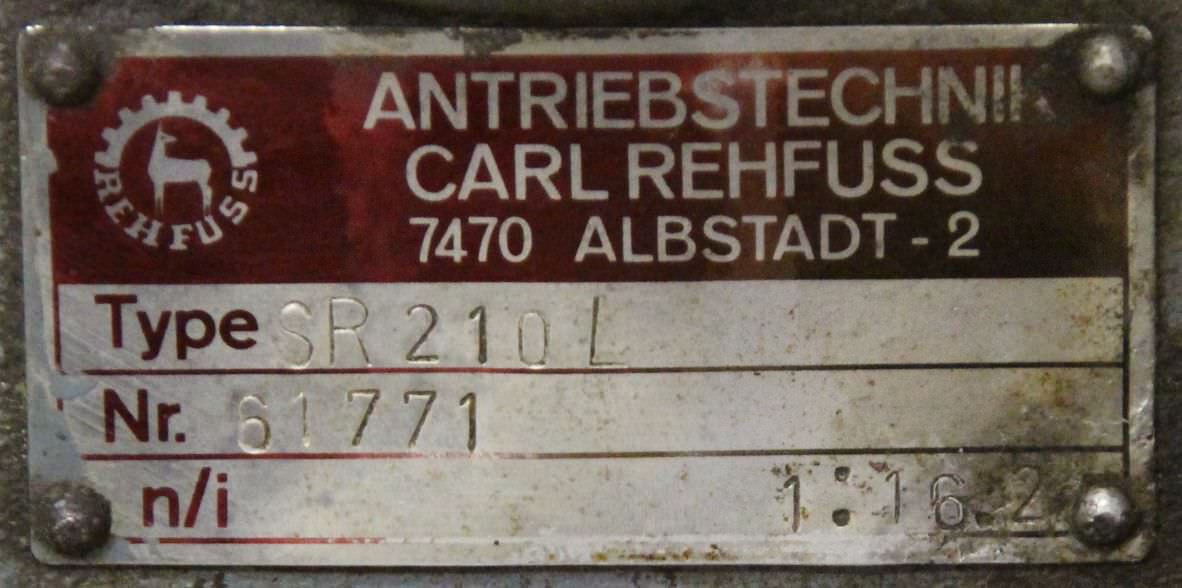 ANTRIEBSTECHNIK
CARL REHFUSS
7470 ALBSTADT - 2
REHFUSS
Type SR 210 L
Nr. 61771
n/i 1:16.2